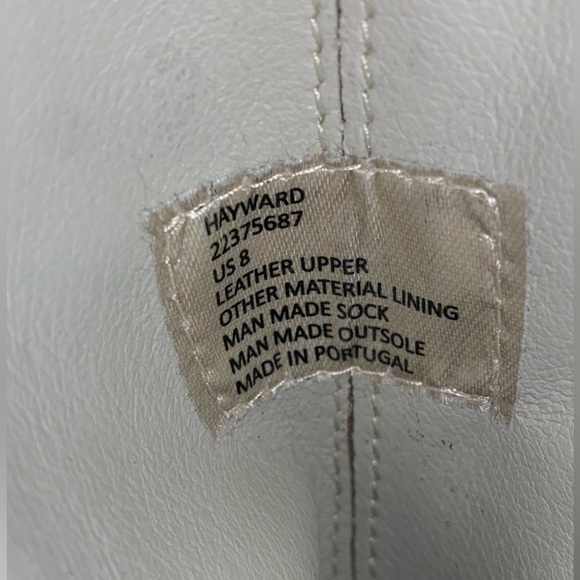 HAYWARD
22375687
US 8
LEATHER UPPER
OTHER MATERIAL LINING
MAN MADE SOCK
MAN MADE OUTSOLE
MADE IN PORTUGAL